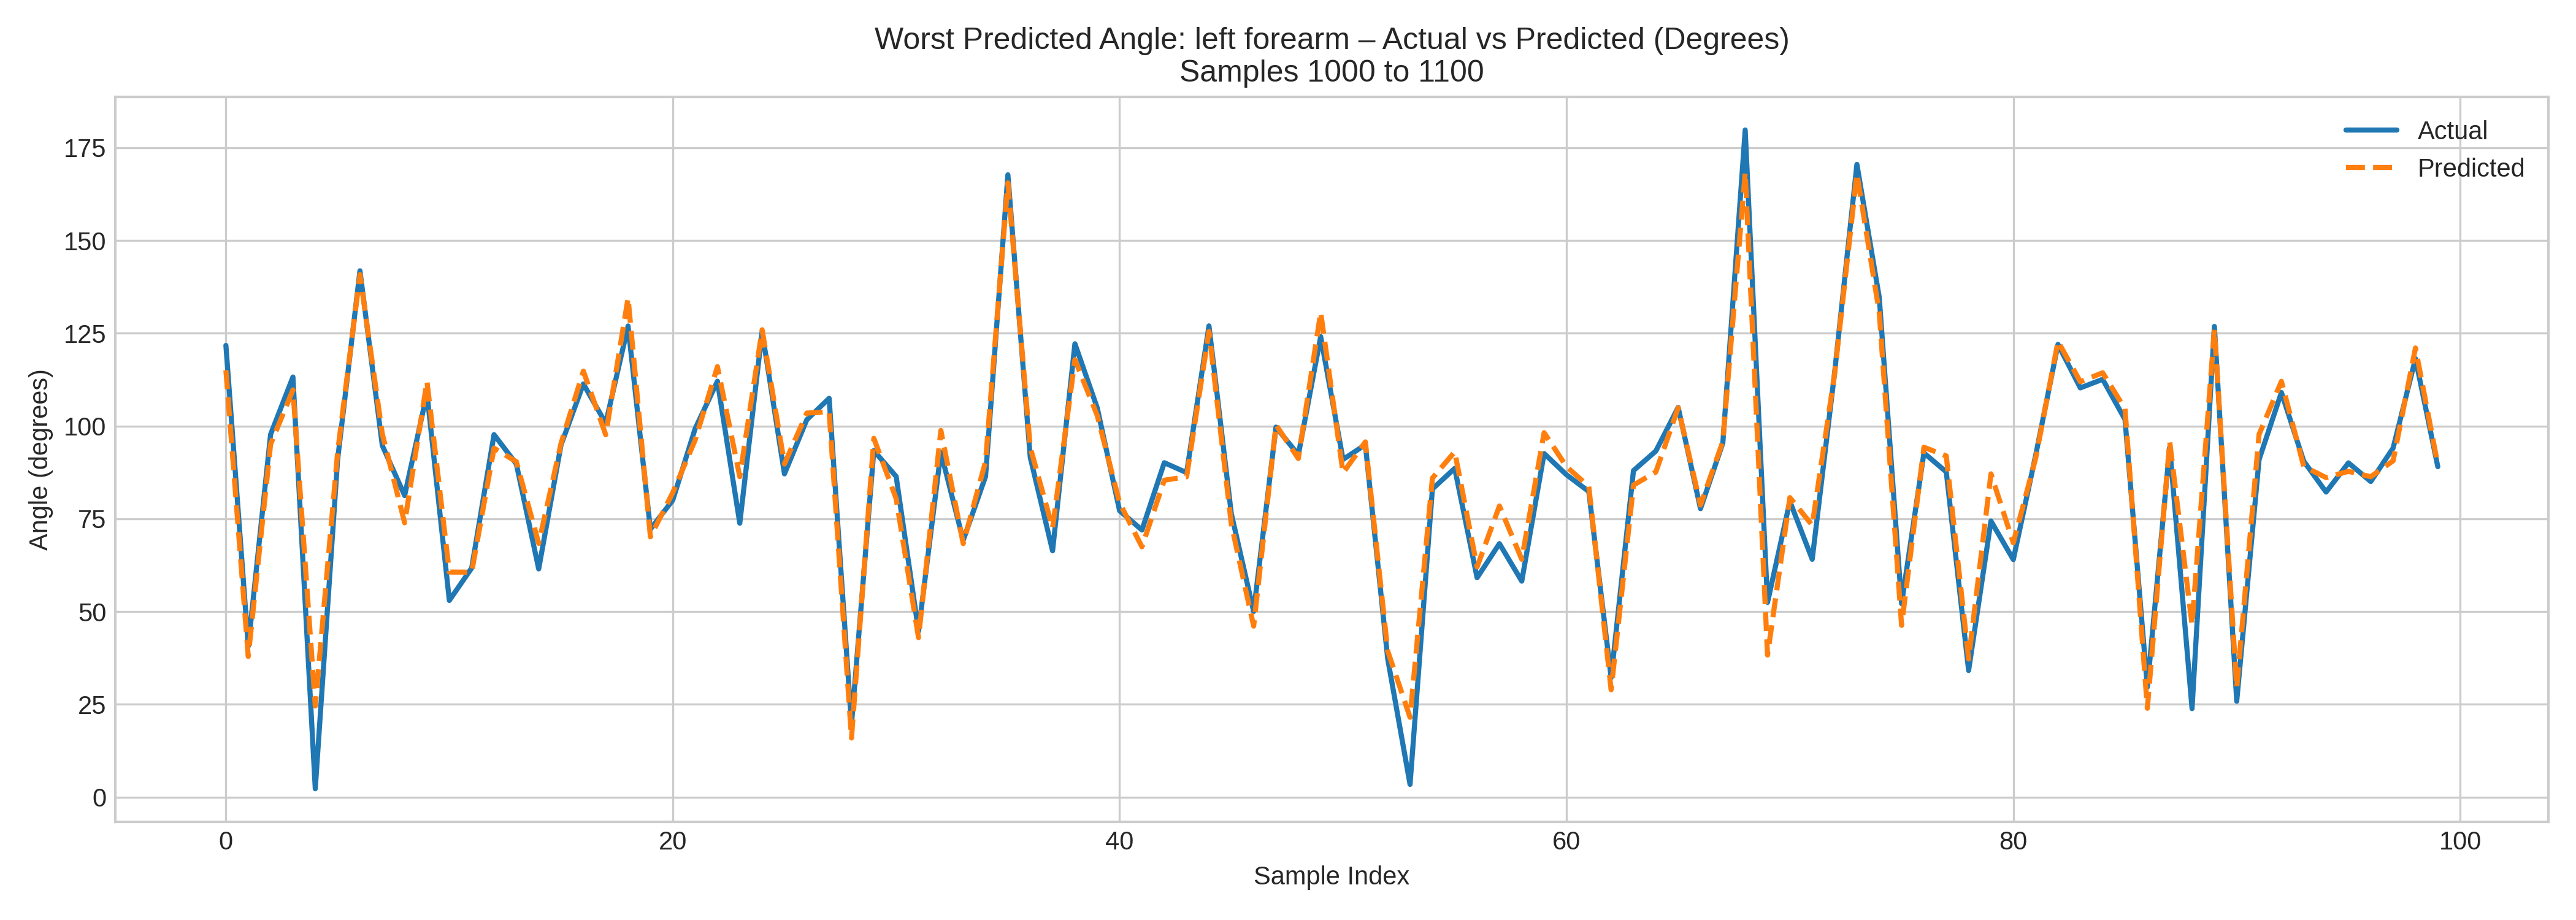 Worst Predicted Angle: left forearm – Actual vs Predicted (Degrees)
Samples 1000 to 1100
Actual
Predicted
175
150
125
100
75
50
25
0
Angle (degrees)
0 20 40 60 80 100
Sample Index